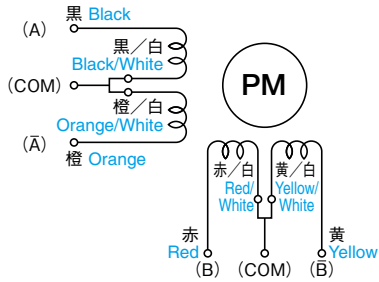 黒 Black
(A)
黒／白
Black/White
(COM)
橙／白
Orange/White
(Ā)
橙 Orange
PM
赤／白
Red/
White
黄／白
Yellow/
White
赤
Red
黄
Yellow
(B) (COM) (B̄)